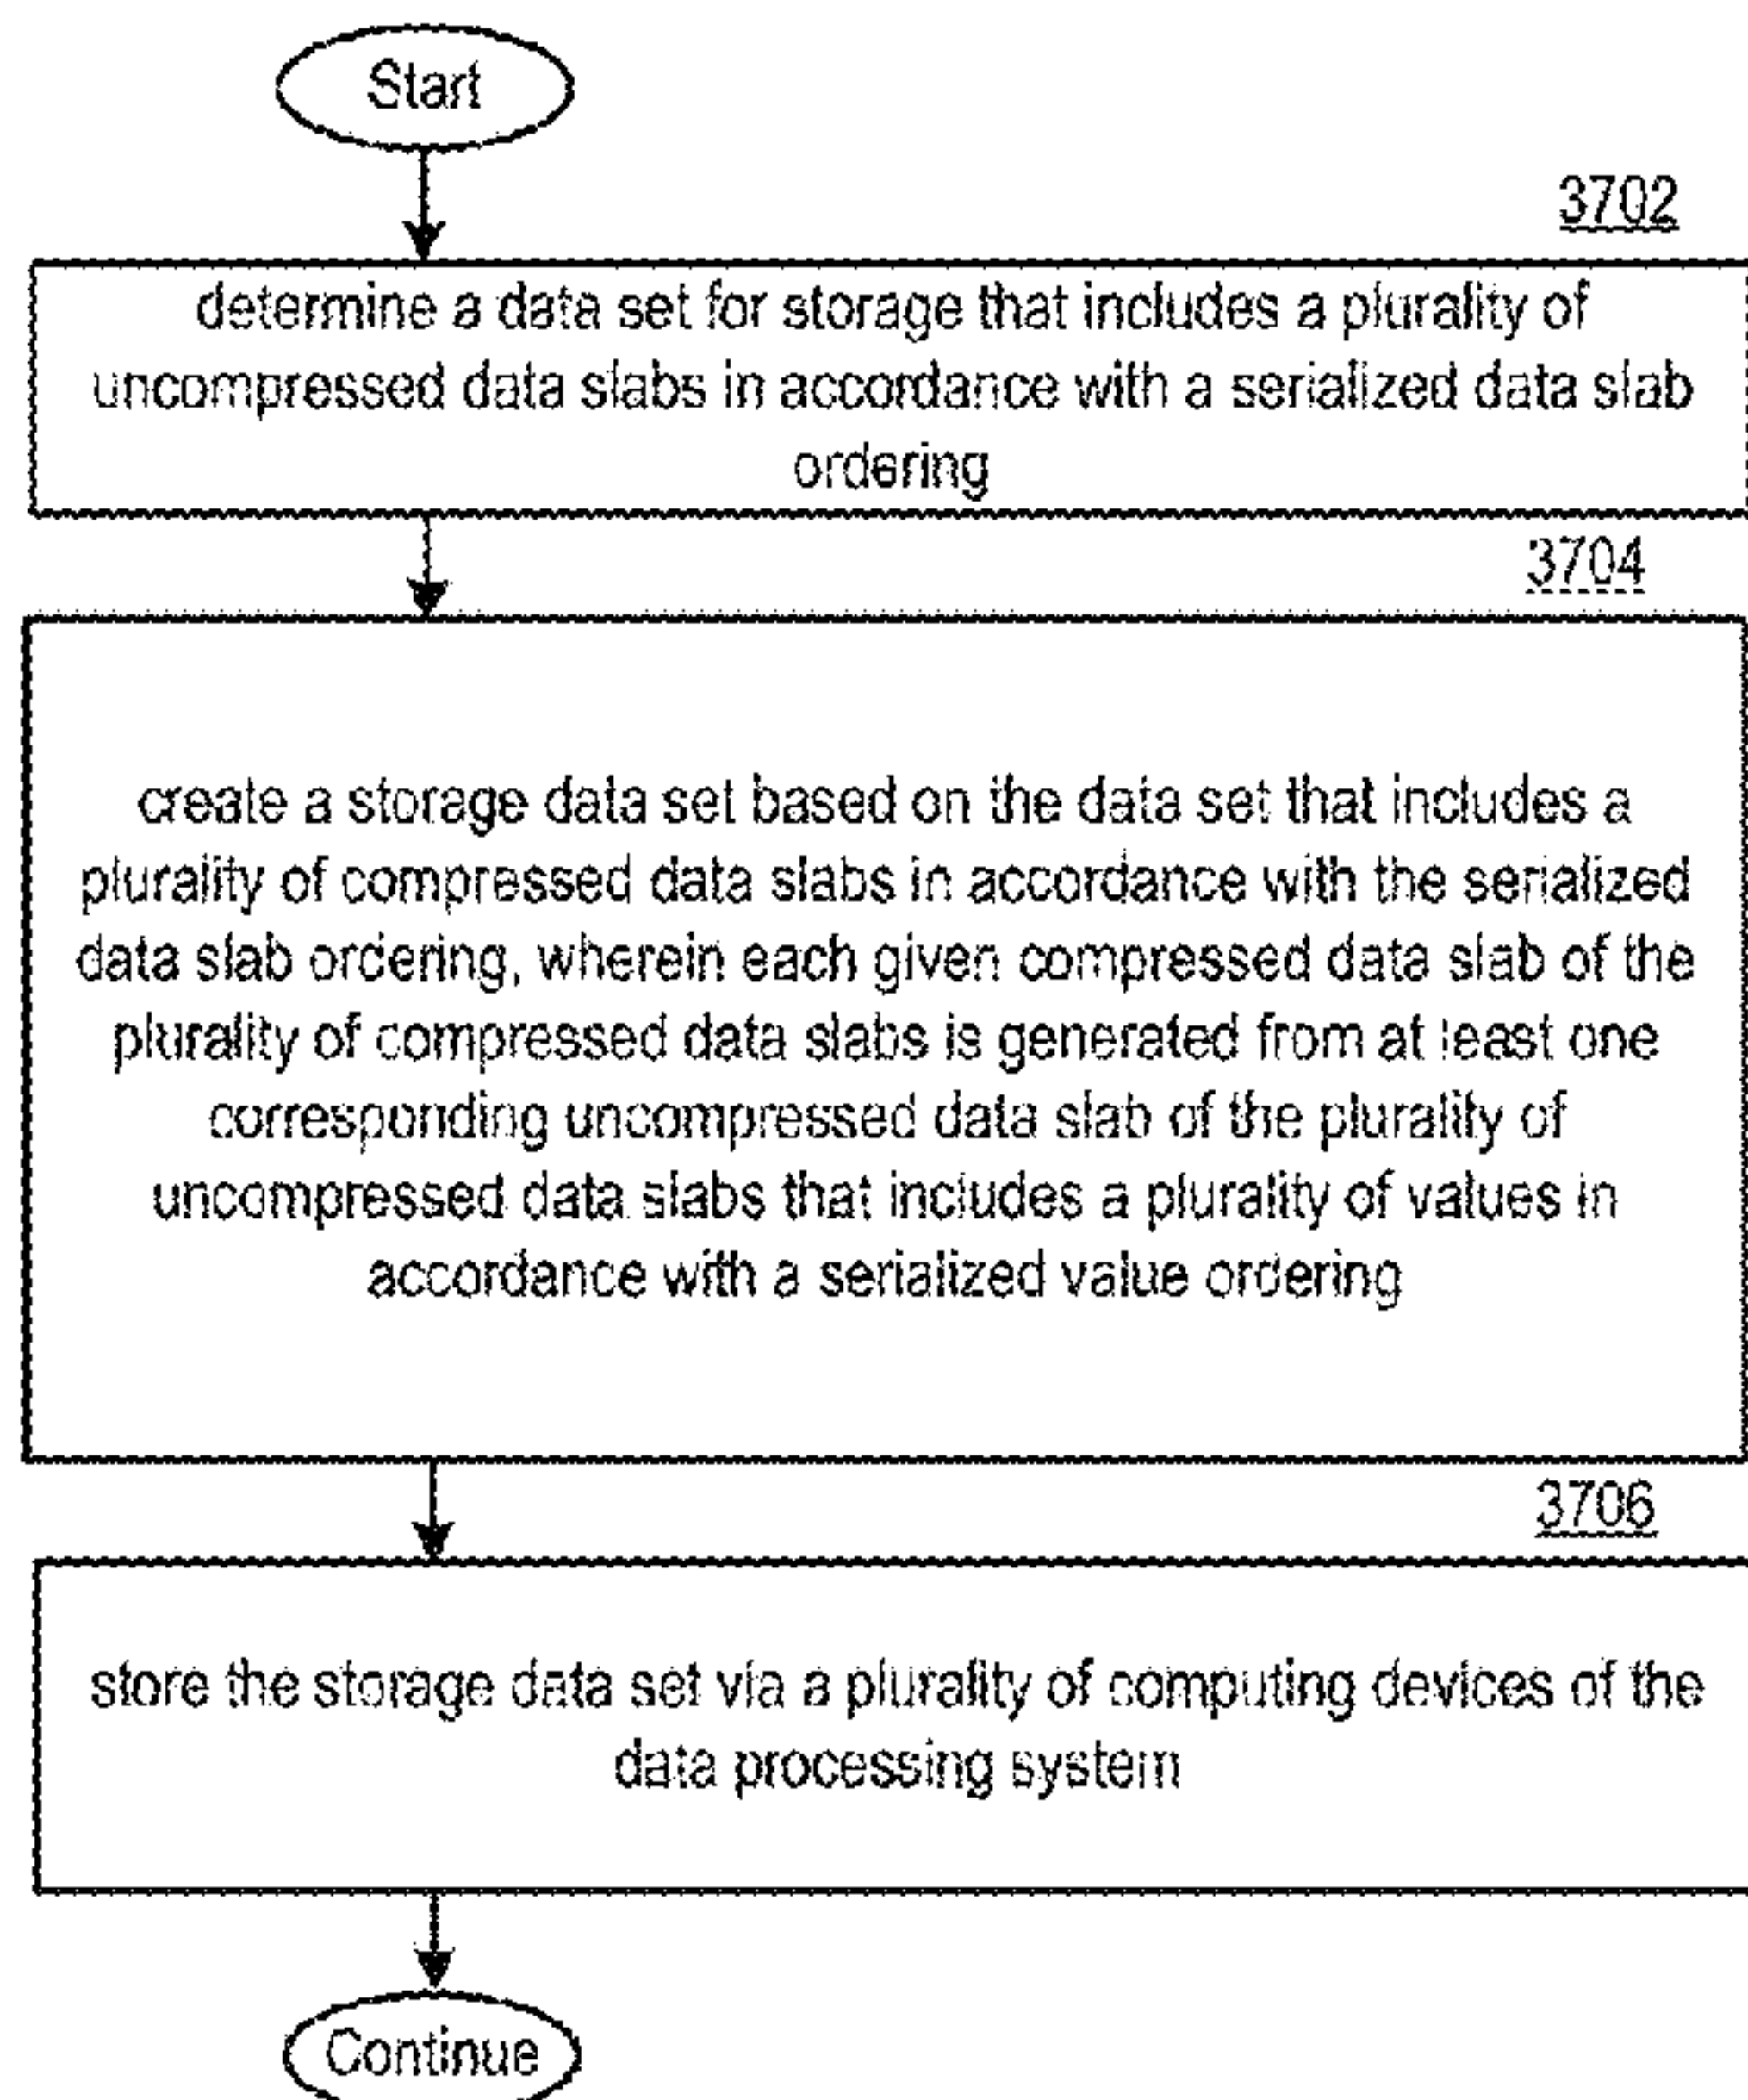 Start
3702
determine a data set for storage that includes a plurality of
uncompressed data slabs in accordance with a serialized data slab
ordering
3704
create a storage data set based on the data set that includes a
plurality of compressed data slabs in accordance with the serialized
data slab ordering, wherein each given compressed data slab of the
plurality of compressed data slabs is generated from at least one
corresponding uncompressed data slab of the plurality of
uncompressed data slabs that includes a plurality of values in
accordance with a serialized value ordering
3706
store the storage data set via a plurality of computing devices of the
data processing system
Continue